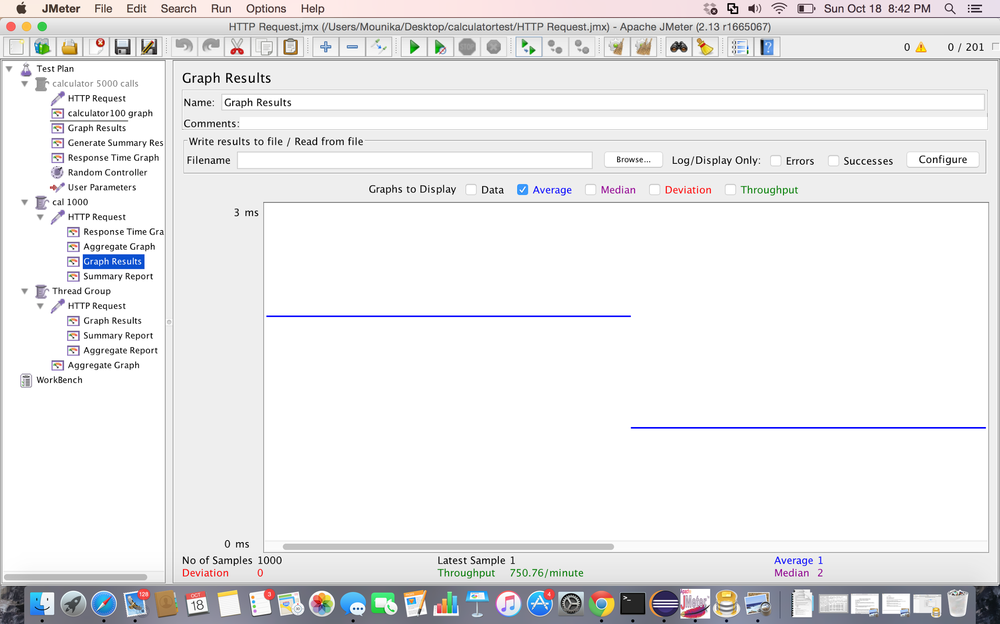 JMeter File Edit Search Run Options Help Sun Oct 18 8:42 PM
HTTP Request.jmx (/Users/Mounika/Desktop/calculatortest/HTTP Request.jmx) - Apache JMeter (2.13 r1665067)
STOP ? 0 0 / 201
Test Plan
calculator 5000 calls
HTTP Request
calculator100 graph
Graph Results
Generate Summary Res
Response Time Graph
Random Controller
User Parameters
cal 1000
HTTP Request
Response Time Gra
Aggregate Graph
Graph Results
Summary Report
Thread Group
HTTP Request
Graph Results
Summary Report
Aggregate Report
Aggregate Graph
WorkBench
Graph Results
Name: Graph Results
Comments:
Write results to file / Read from file
Filename Browse... Log/Display Only: Errors Successes Configure
Graphs to Display Data Average Median Deviation Throughput
3 ms
0 ms
No of Samples 1000 Latest Sample 1 Average 1
Deviation 0 Throughput 750.76/minute Median 2
128 OCT 18 3 280 3D PAGES 4 >_ Apache JMeter